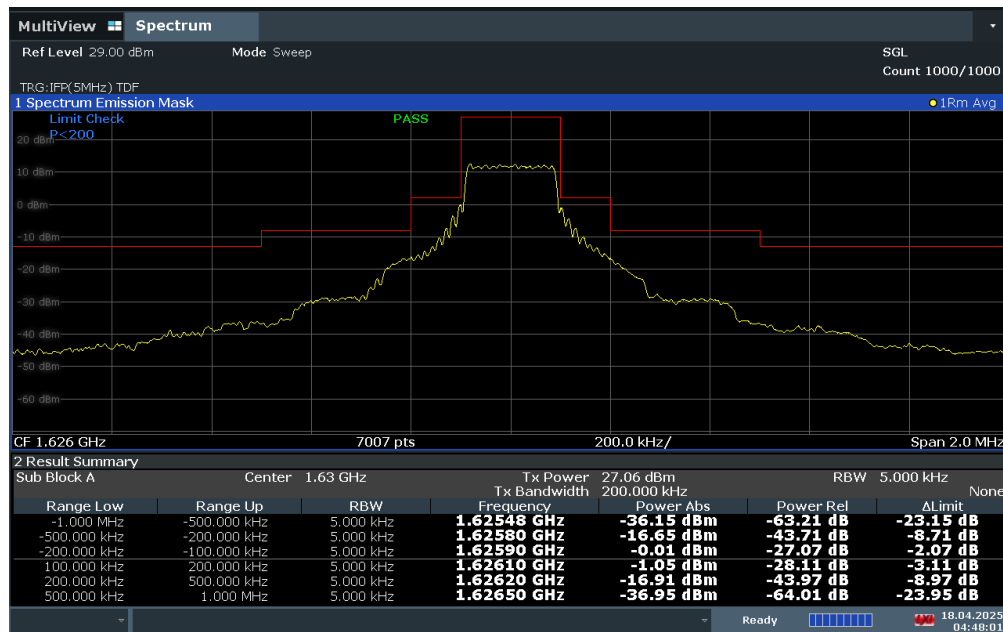 MultiView Spectrum
Ref Level 29.00 dBm Mode Sweep SGL
Count 1000/1000
TRG:IFP(5MHz) TDF
1 Spectrum Emission Mask 1Rm Avg
Limit Check PASS
P<200
20 dBm
10 dBm
0 dBm
-10 dBm
-20 dBm
-30 dBm
-40 dBm
-50 dBm
-60 dBm
CF 1.626 GHz 7007 pts 200.0 kHz/ Span 2.0 MHz
2 Result Summary
Sub Block A Center 1.63 GHz Tx Power 27.06 dBm RBW 5.000 kHz
Tx Bandwidth 200.000 kHz None
Range Low Range Up RBW Frequency Power Abs Power Rel ΔLimit
-1.000 MHz -500.000 kHz 5.000 kHz 1.62548 GHz -36.15 dBm -63.21 dB -23.15 dB
-500.000 kHz -200.000 kHz 5.000 kHz 1.62580 GHz -16.65 dBm -43.71 dB -8.71 dB
-200.000 kHz -100.000 kHz 5.000 kHz 1.62590 GHz -0.01 dBm -27.07 dB -2.07 dB
100.000 kHz 200.000 kHz 5.000 kHz 1.62610 GHz -1.05 dBm -28.11 dB -3.11 dB
200.000 kHz 500.000 kHz 5.000 kHz 1.62620 GHz -16.91 dBm -43.97 dB -8.97 dB
500.000 kHz 1.000 MHz 5.000 kHz 1.62650 GHz -36.95 dBm -64.01 dB -23.95 dB
Ready 18.04.2025
04:48:01